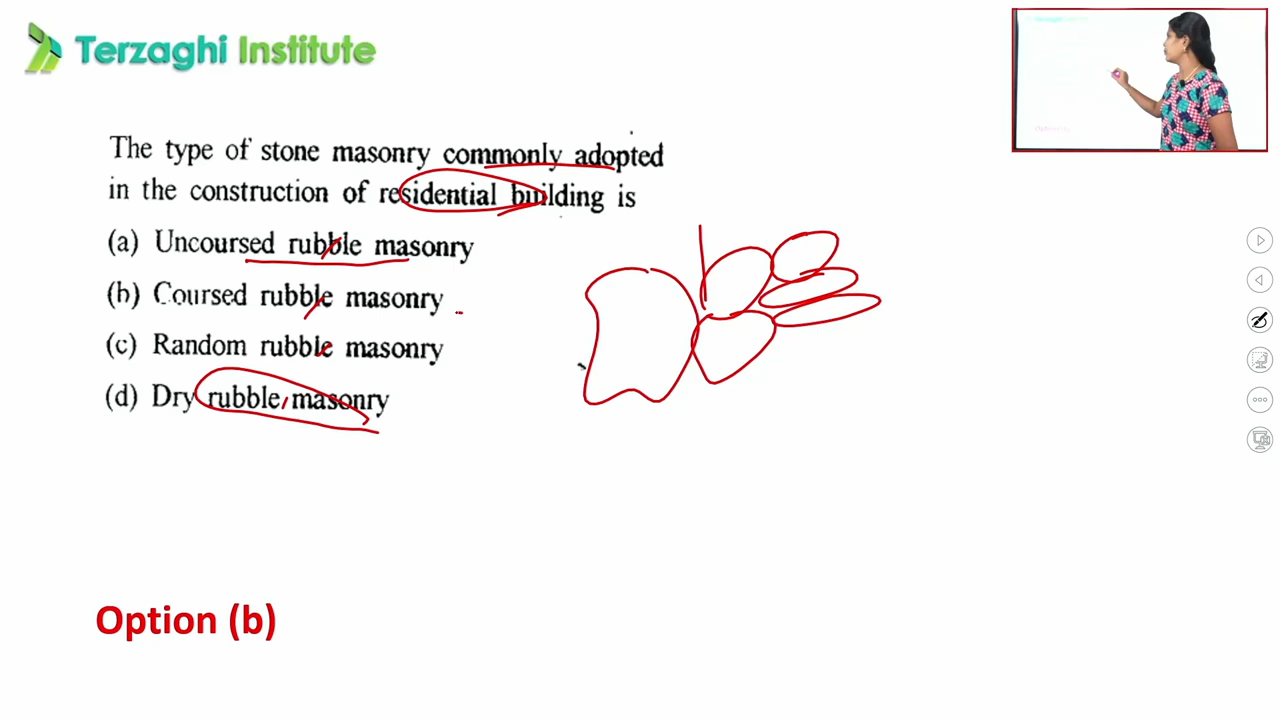 Terzaghi Institute
The type of stone masonry commonly adopted
in the construction of residential building is
(a) Uncoursed rubble masonry
(b) Coursed rubble masonry
(c) Random rubble masonry
(d) Dry rubble masonry
Option (b)